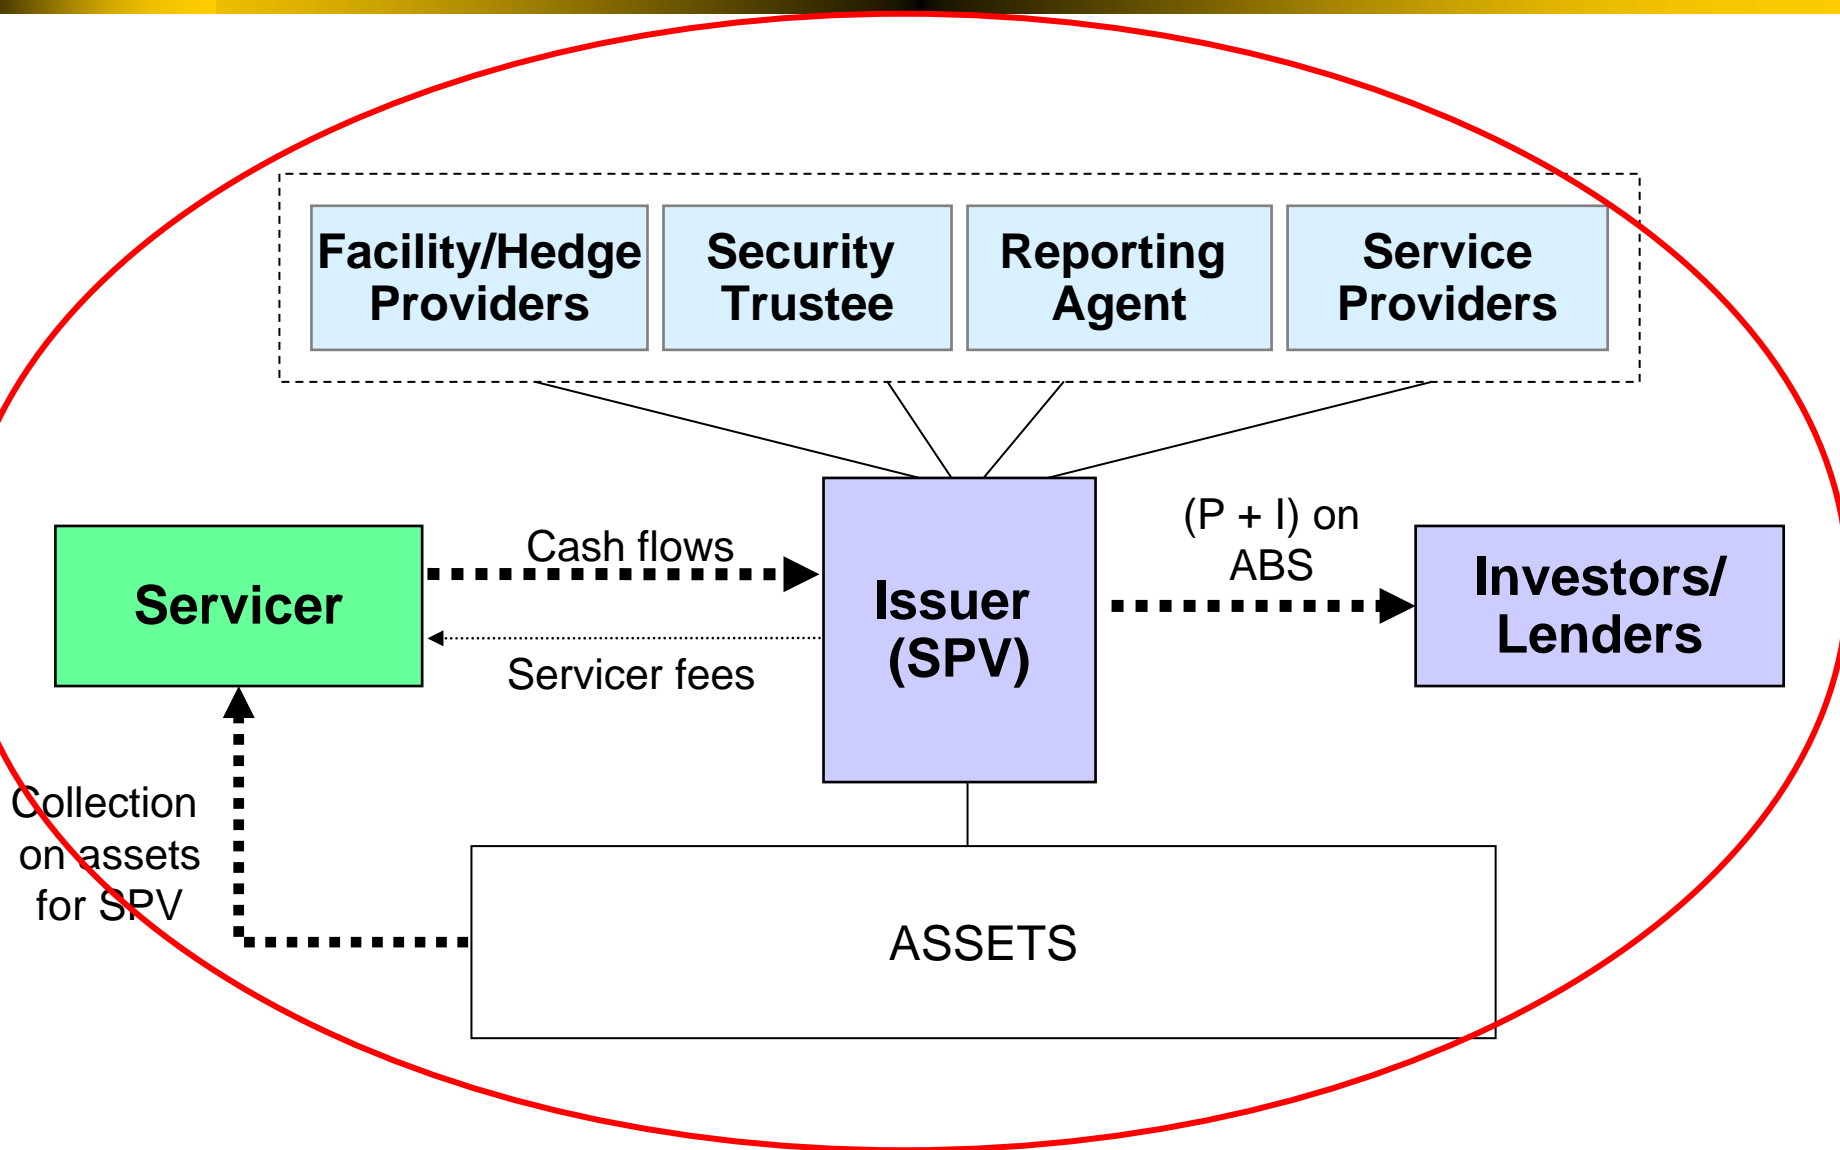 Facility/Hedge
Providers
Security
Trustee
Reporting
Agent
Service
Providers
Cash flows
(P + I) on
ABS
Servicer
Issuer
(SPV)
Investors/
Lenders
Servicer fees
Collection
on assets
for SPV
ASSETS